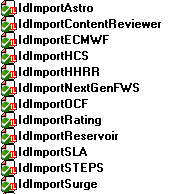 IdImportAstro
IdImportContentReviewer
IdImportECMWF
IdImportHCS
IdImportHHRR
IdImportNextGenFWS
IdImportOCF
IdImportRating
IdImportReservoir
IdImportSLA
IdImportSTEPS
IdImportSurge